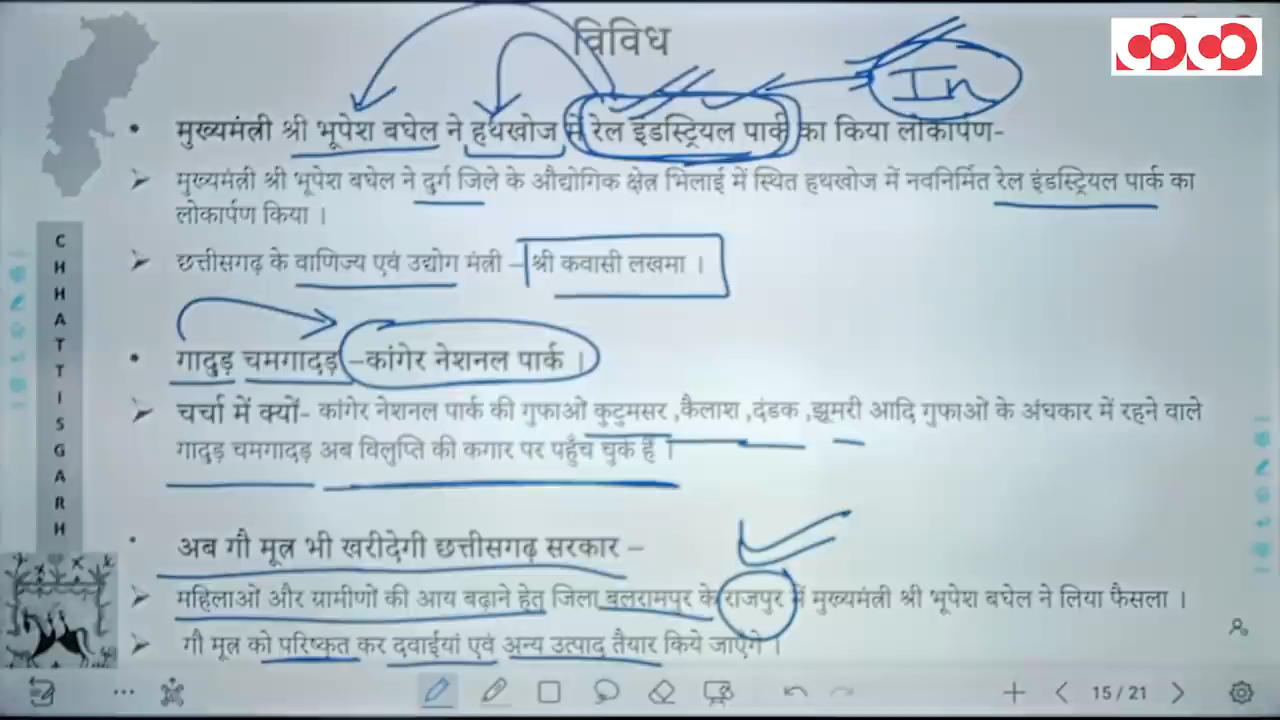 विविध
In
• मुख्यमंत्री श्री भूपेश बघेल ने हथखोज में रेल इंडस्ट्रियल पार्क का किया लोकार्पण-
➤ मुख्यमंत्री श्री भूपेश बघेल ने दुर्ग जिले के औद्योगिक क्षेत्र भिलाई में स्थित हथखोज में नवनिर्मित रेल इंडस्ट्रियल पार्क का
लोकार्पण किया ।
➤ छत्तीसगढ़ के वाणिज्य एवं उद्योग मंत्री – श्री कवासी लखमा ।
• गादुड़ चमगादड़ –कांगेर नेशनल पार्क ।
➤ चर्चा में क्यों- कांगेर नेशनल पार्क की गुफाओं कुटुमसर ,कैलाश ,दंडक ,झूमरी आदि गुफाओं के अंधकार में रहने वाले
गादुड़ चमगादड़ अब विलुप्ति की कगार पर पहुँच चुके हैं ।
• अब गौ मूत्र भी खरीदेगी छत्तीसगढ़ सरकार –
➤ महिलाओं और ग्रामीणों की आय बढ़ाने हेतु जिला बलरामपुर के राजपुर में मुख्यमंत्री श्री भूपेश बघेल ने लिया फैसला ।
➤ गौ मूत्र को परिष्कृत कर दवाईयां एवं अन्य उत्पाद तैयार किये जाएंगे ।
CHHATTISGARH
15 / 21